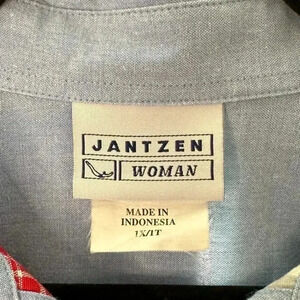 JANTZEN
WOMAN
MADE IN
INDONESIA
1X/1T